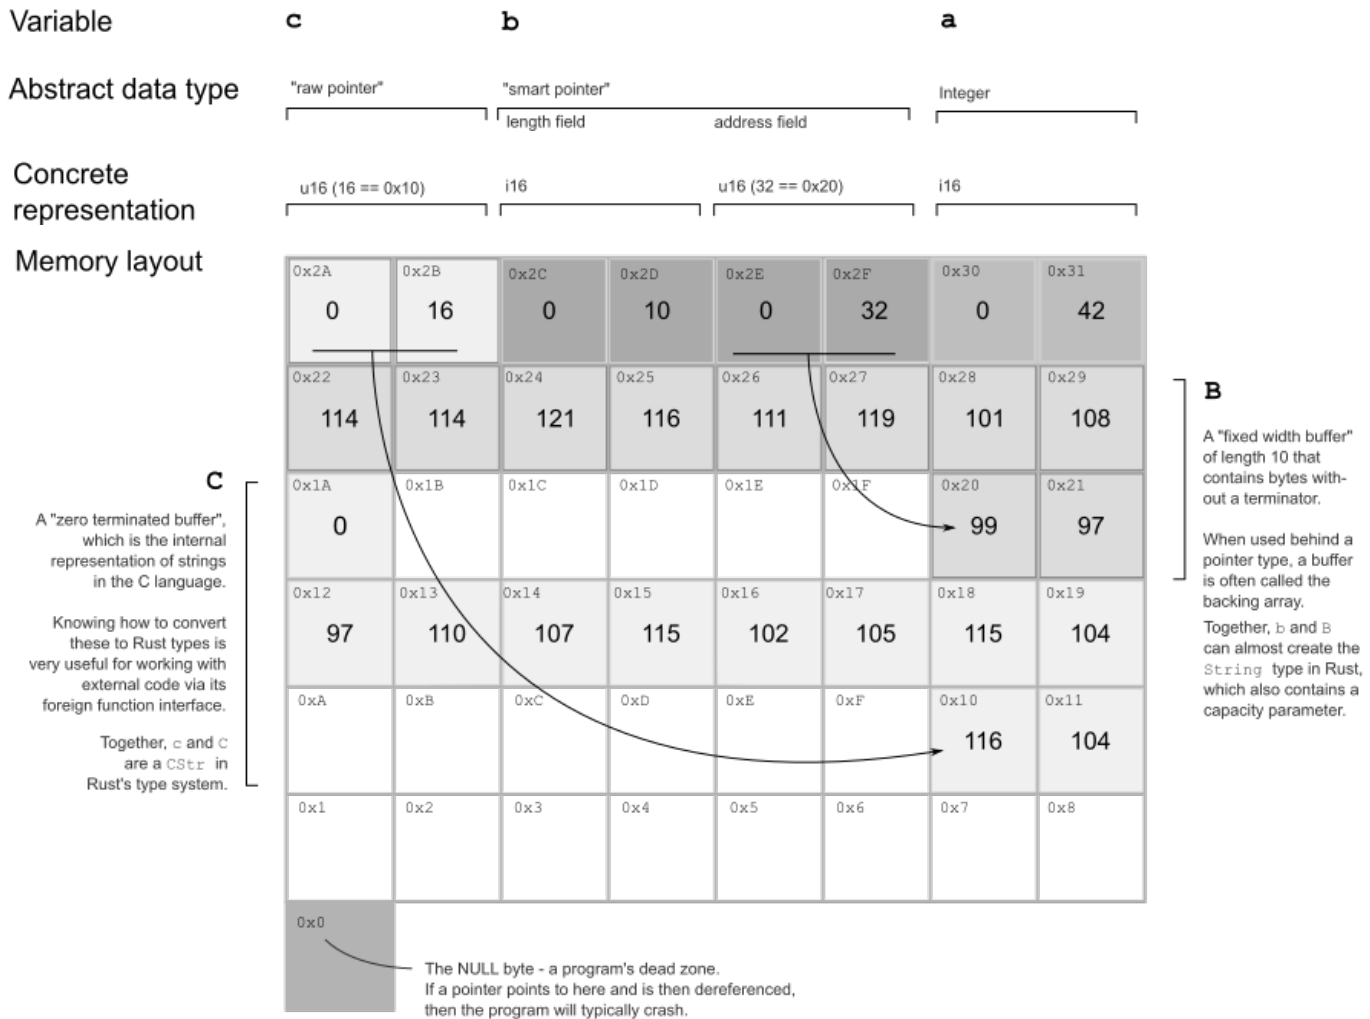 Variable
c
b
a
Abstract data type
"raw pointer"
"smart pointer"
length field
address field
Integer
Concrete
representation
u16 (16 == 0x10)
i16
u16 (32 == 0x20)
i16
Memory layout
0x2A 0x2B 0x2C 0x2D 0x2E 0x2F 0x30 0x31
0 16 0 10 0 32 0 42
0x22 0x23 0x24 0x25 0x26 0x27 0x28 0x29
114 114 121 116 111 119 101 108
0x1A 0x1B 0x1C 0x1D 0x1E 0x1F 0x20 0x21
0 99 97
0x12 0x13 0x14 0x15 0x16 0x17 0x18 0x19
97 110 107 115 102 105 115 104
0xA 0xB 0xC 0xD 0xE 0xF 0x10 0x11
116 104
0x1 0x2 0x3 0x4 0x5 0x6 0x7 0x8
0x0
The NULL byte - a program's dead zone.
If a pointer points to here and is then dereferenced,
then the program will typically crash.
C
A "zero terminated buffer",
which is the internal
representation of strings
in the C language.
Knowing how to convert
these to Rust types is
very useful for working with
external code via its
foreign function interface.
Together, c and C
are a CStr in
Rust's type system.
B
A "fixed width buffer"
of length 10 that
contains bytes with-
out a terminator.
When used behind a
pointer type, a buffer
is often called the
backing array.
Together, b and B
can almost create the
String type in Rust,
which also contains a
capacity parameter.